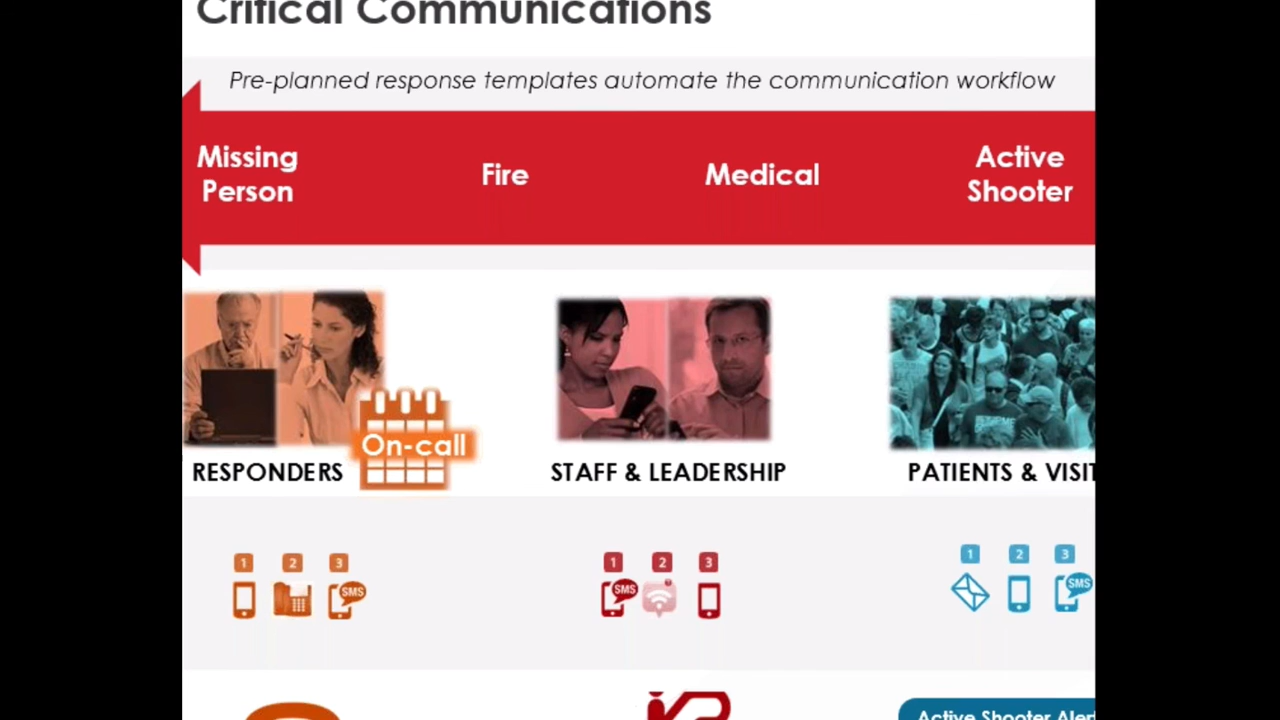 Critical Communications
Pre-planned response templates automate the communication workflow
Missing
Person
Fire
Medical
Active
Shooter
On-call
RESPONDERS
STAFF & LEADERSHIP
PATIENTS & VISIT
1 2 3
SMS
1 2 3
SMS
1 2 3
SMS
Active Shooter Aler